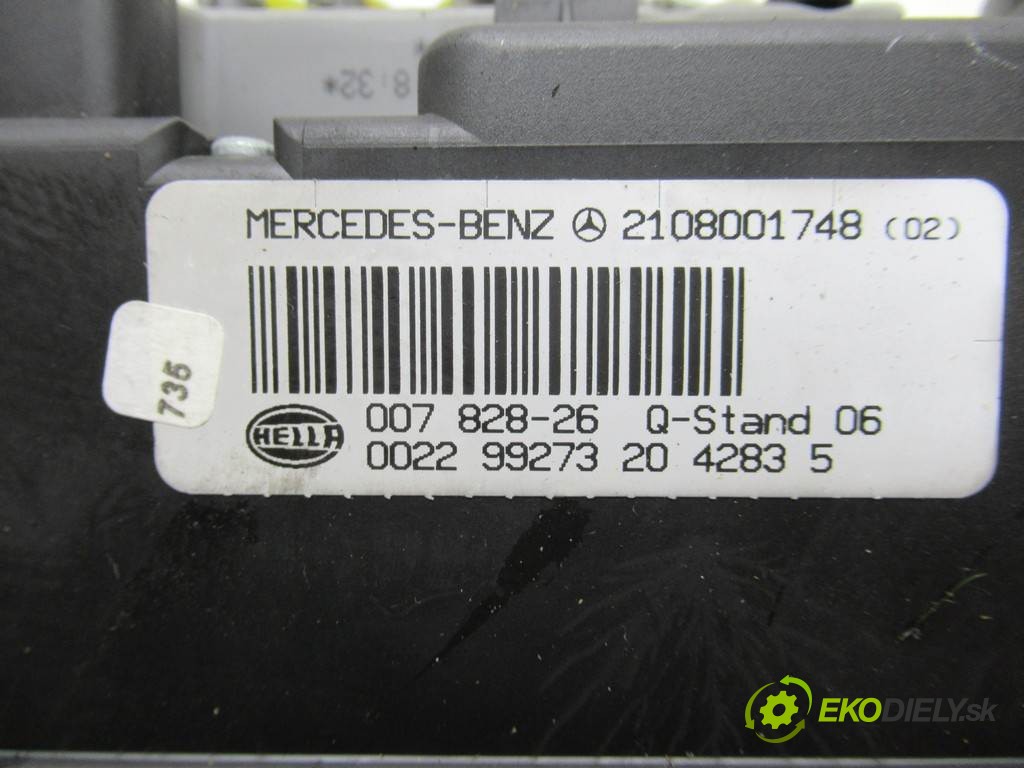 8:32*
MERCEDES-BENZ 2108001748 (02)
735
HELLA
007 828-26 Q-Stand 06
0022 99273 20 4283 5
EKODIELY.sk